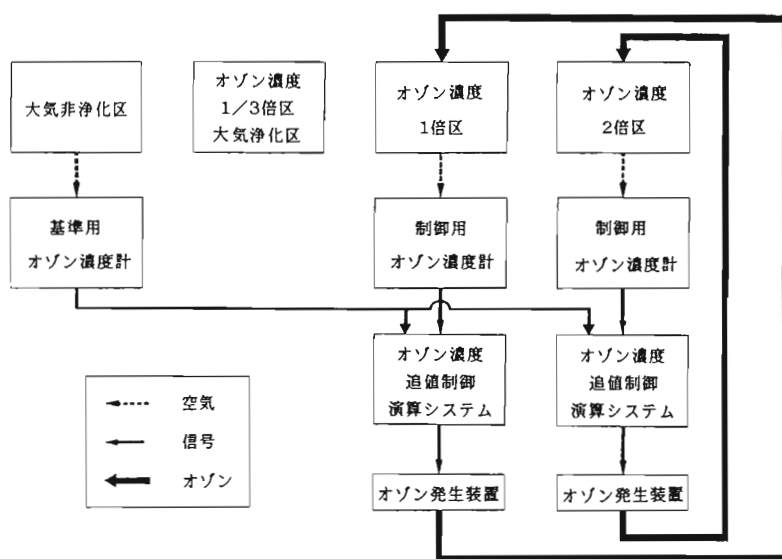 大気非浄化区
オゾン濃度
1/3倍区
大気浄化区
オゾン濃度
1倍区
オゾン濃度
2倍区
基準用
オゾン濃度計
制御用
オゾン濃度計
制御用
オゾン濃度計
オゾン濃度
追値制御
演算システム
オゾン濃度
追値制御
演算システム
空気
信号
オゾン
オゾン発生装置
オゾン発生装置